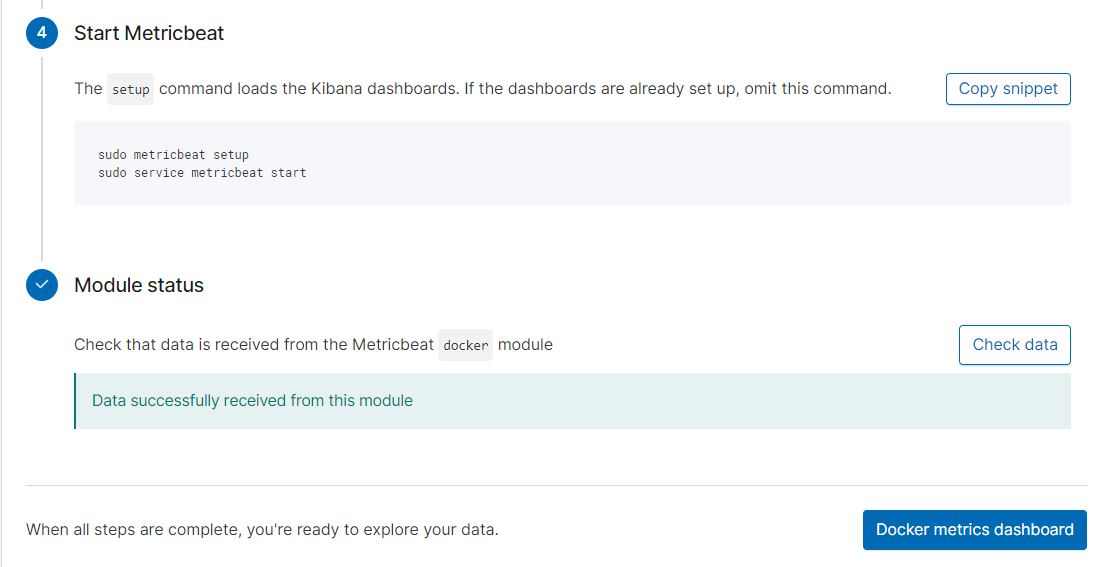 4
Start Metricbeat
The setup command loads the Kibana dashboards. If the dashboards are already set up, omit this command.
Copy snippet
sudo metricbeat setup
sudo service metricbeat start
Module status
Check that data is received from the Metricbeat docker module
Check data
Data successfully received from this module
When all steps are complete, you're ready to explore your data.
Docker metrics dashboard